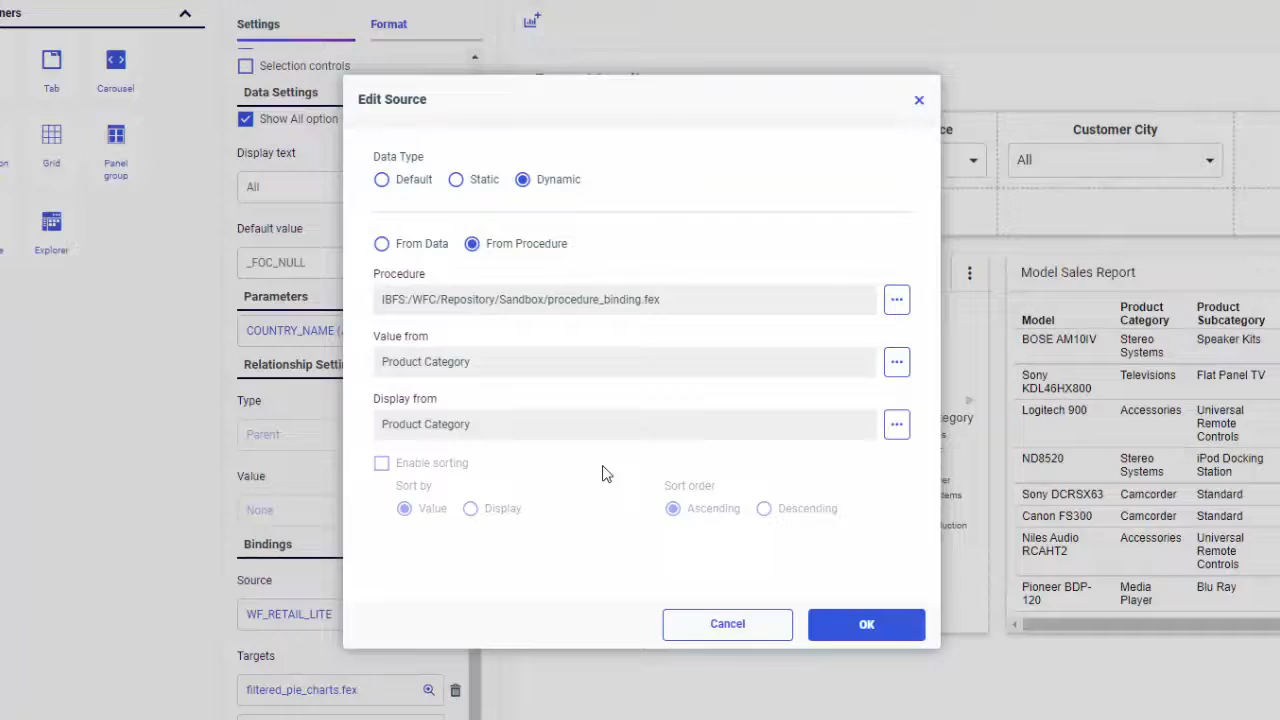 ners
Tab
Carousel
on
Grid
Panel
group
Explorer
Settings
Format
Selection controls
Data Settings
Show All option
Display text
All
Default value
_FOC_NULL
Parameters
COUNTRY_NAME (
Relationship Setti
Type
Parent
Value
None
Bindings
Source
WF_RETAIL_LITE
Targets
filtered_pie_charts.fex
Edit Source
Data Type
Default
Static
Dynamic
From Data
From Procedure
Procedure
IBFS:/WFC/Repository/Sandbox/procedure_binding.fex
Value from
Product Category
Display from
Product Category
Enable sorting
Sort by
Sort order
Value
Display
Ascending
Descending
Cancel
OK
ce
Customer City
All
egory
s
er
tems
uction
Model Sales Report
Model
Product Category
Product Subcategory
BOSE AM10IV
Stereo Systems
Speaker Kits
Sony KDL46HX800
Televisions
Flat Panel TV
Logitech 900
Accessories
Universal Remote Controls
ND8520
Stereo Systems
iPod Docking Station
Sony DCRSX63
Camcorder
Standard
Canon FS300
Camcorder
Standard
Niles Audio RCAHT2
Accessories
Universal Remote Controls
Pioneer BDP-120
Media Player
Blu Ray